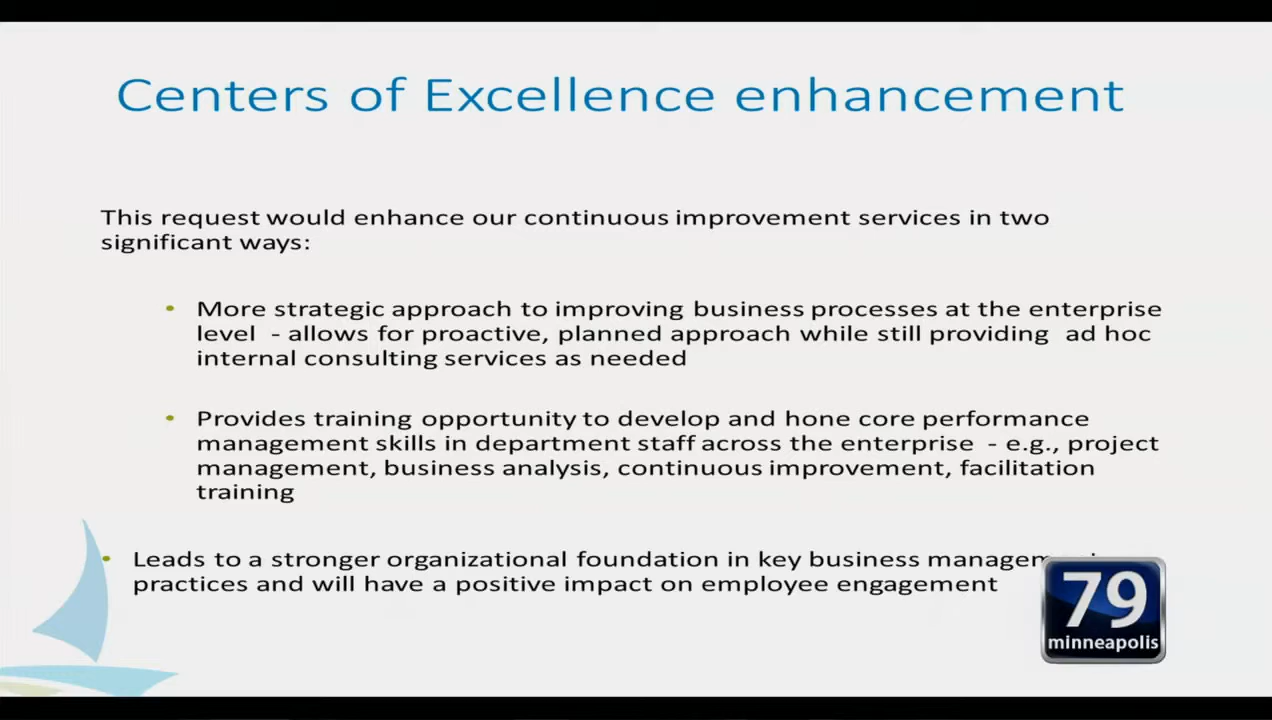 Centers of Excellence enhancement
This request would enhance our continuous improvement services in two
significant ways:
• More strategic approach to improving business processes at the enterprise
level - allows for proactive, planned approach while still providing ad hoc
internal consulting services as needed
• Provides training opportunity to develop and hone core performance
management skills in department staff across the enterprise - e.g., project
management, business analysis, continuous improvement, facilitation
training
• Leads to a stronger organizational foundation in key business management
practices and will have a positive impact on employee engagement
79
minneapolis